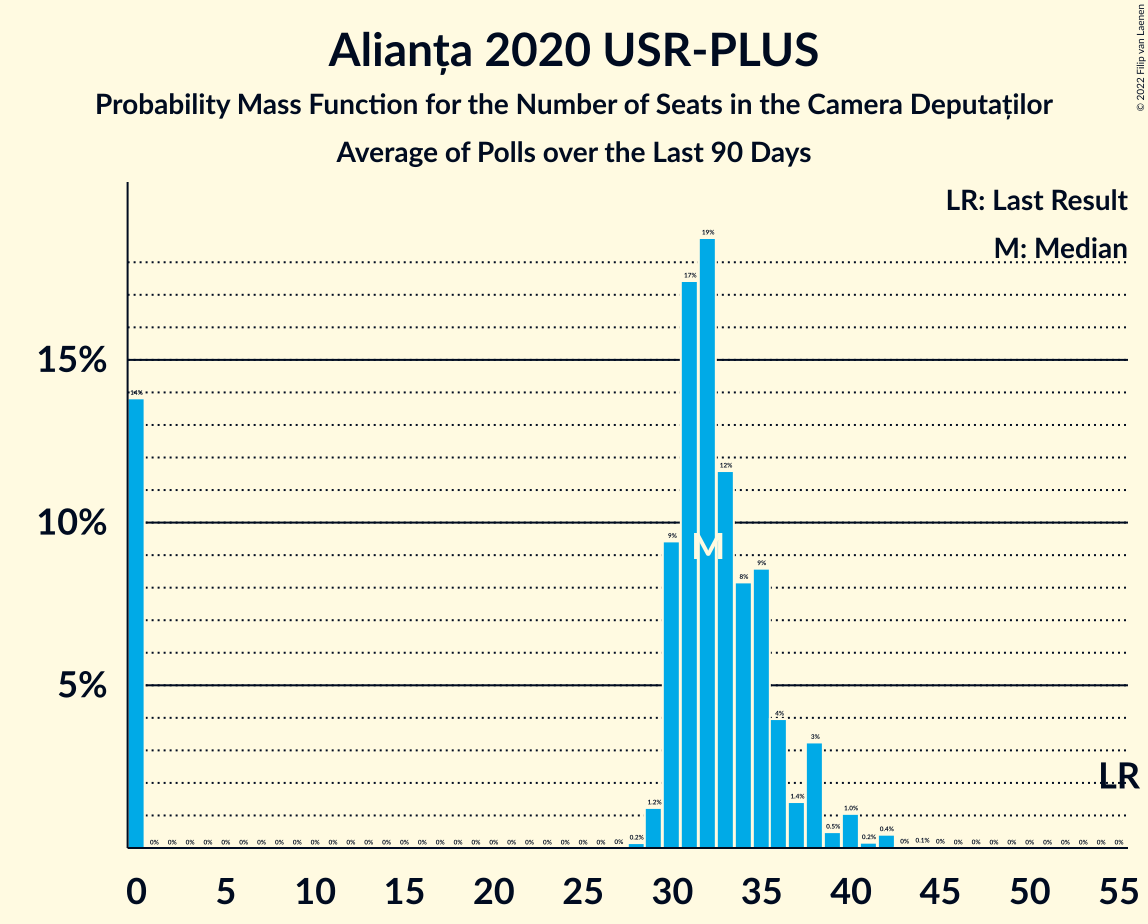 Alianța 2020 USR-PLUS
Probability Mass Function for the Number of Seats in the Camera Deputaților
Average of Polls over the Last 90 Days
© 2022 Filip van Laenen
LR: Last Result
M: Median
15%
10%
5%
14% 0% 0% 0% 0% 0% 0% 0% 0% 0% 0% 0% 0% 0% 0% 0% 0% 0% 0% 0% 0% 0% 0% 0% 0% 0% 0% 0% 0.2% 1.2% 9% 17% 19% 12% 8% 9% 4% 1.4% 3% 0.5% 1.0% 0.2% 0.4% 0% 0.1% 0% 0% 0% 0% 0% 0% 0% 0% 0% 0% 0%
M
LR
0 5 10 15 20 25 30 35 40 45 50 55